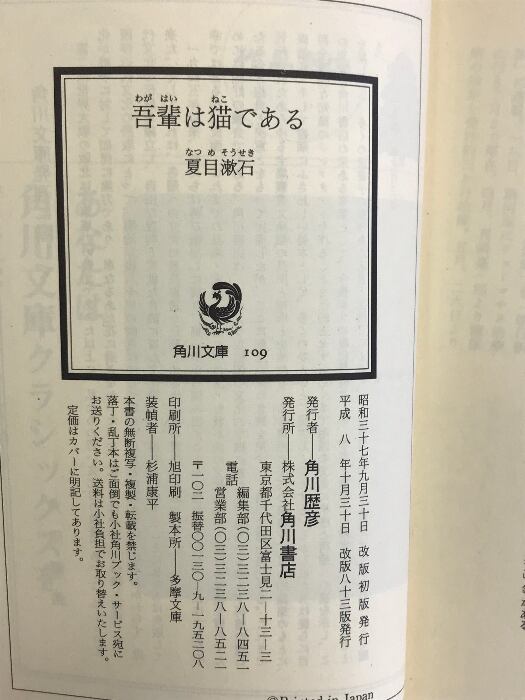 吾輩は猫である
夏目漱石
角川文庫 109
昭和三十七年九月三十日 改版初版発行
平成 八 年十月三十日 改版八十三版発行
発行者——角川歴彦
発行所——株式会社角川書店
東京都千代田区富士見二—十三—三
電話 編集部(〇三)三二三八—八四五一
営業部(〇三)三二三八—八五二一
〒一〇二 振替〇〇一三〇—九—一九五二〇八
印刷所——旭印刷 製本所——多摩文庫
装幀者——杉浦康平
本書の無断複写・複製・転載を禁じます。
落丁・乱丁本はご面倒でも小社角川ブック・サービス宛に
お送りください。送料は小社負担でお取り替えいたします。
定価はカバーに明記してあります。
©Printed in Japan